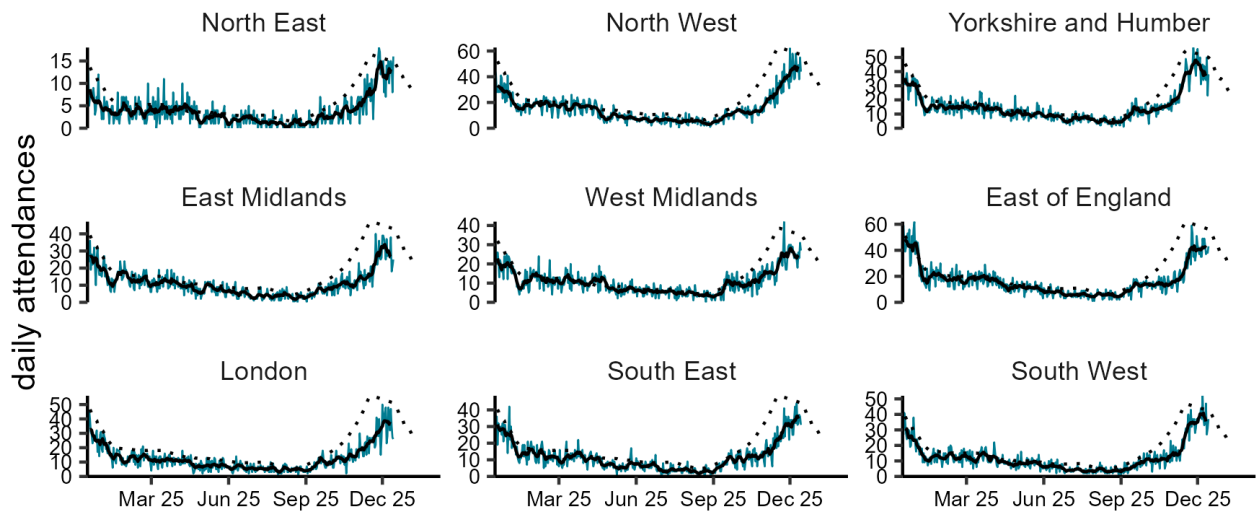 North East North West Yorkshire and Humber
15 60 50
10 40 40
5 20 30
0 0 20
10
0
East Midlands West Midlands East of England
40 40 60
30 30 40
20 20 20
10 10 0
0 0
London South East South West
50 40 50
40 30 40
30 20 30
20 10 20
10 0 10
0 0
Mar 25 Jun 25 Sep 25 Dec 25 Mar 25 Jun 25 Sep 25 Dec 25 Mar 25 Jun 25 Sep 25 Dec 25
daily attendances